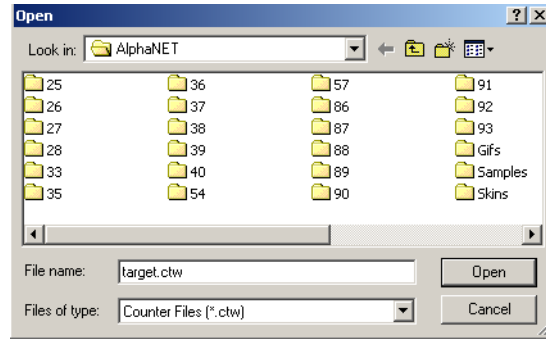 Open
Look in: AlphaNET
25 36 57 91
26 37 86 92
27 38 87 93
28 39 88 Gifs
33 40 89 Samples
35 54 90 Skins
File name: target.ctw Open
Files of type: Counter Files (*.ctw) Cancel